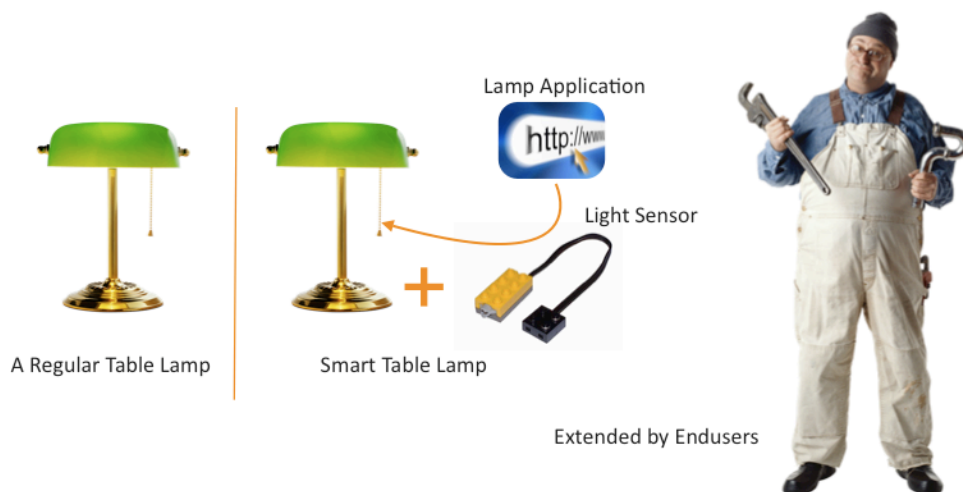 Lamp Application
http://www
Light Sensor
A Regular Table Lamp
Smart Table Lamp
Extended by Endusers